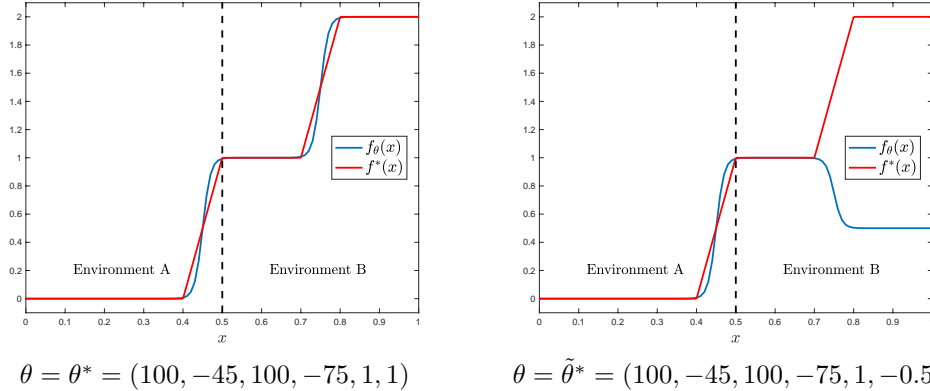 2
1.8
1.6
1.4
1.2
1
0.8
0.6
0.4
0.2
0
f_θ(x)
f*(x)
Environment A
Environment B
0 0.1 0.2 0.3 0.4 0.5 0.6 0.7 0.8 0.9 1
x
θ = θ* = (100, −45, 100, −75, 1, 1)
2
1.8
1.6
1.4
1.2
1
0.8
0.6
0.4
0.2
0
f_θ(x)
f*(x)
Environment A
Environment B
0 0.1 0.2 0.3 0.4 0.5 0.6 0.7 0.8 0.9
x
θ = θ̃* = (100, −45, 100, −75, 1, −0.5